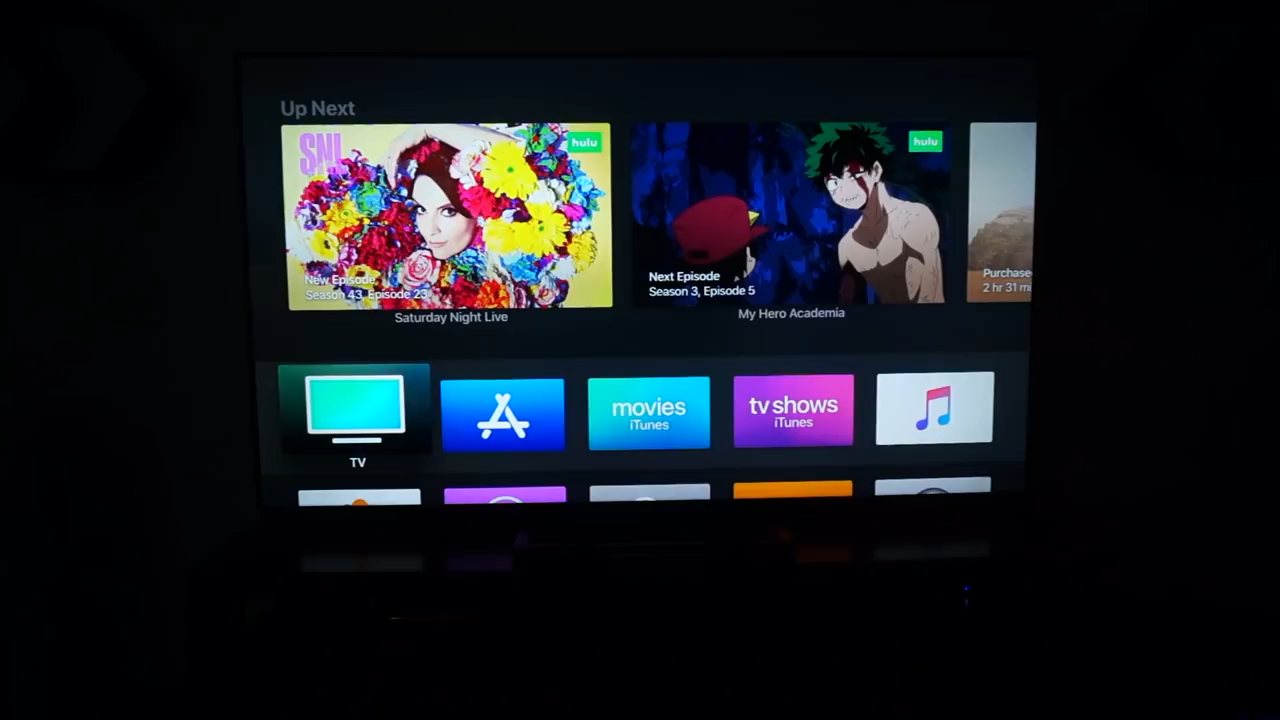 Up Next
SNL
hulu
New Episode
Season 43, Episode 23
Saturday Night Live
hulu
Next Episode
Season 3, Episode 5
My Hero Academia
Purchase
2 hr 31 mi
TV
movies
iTunes
tv shows
iTunes